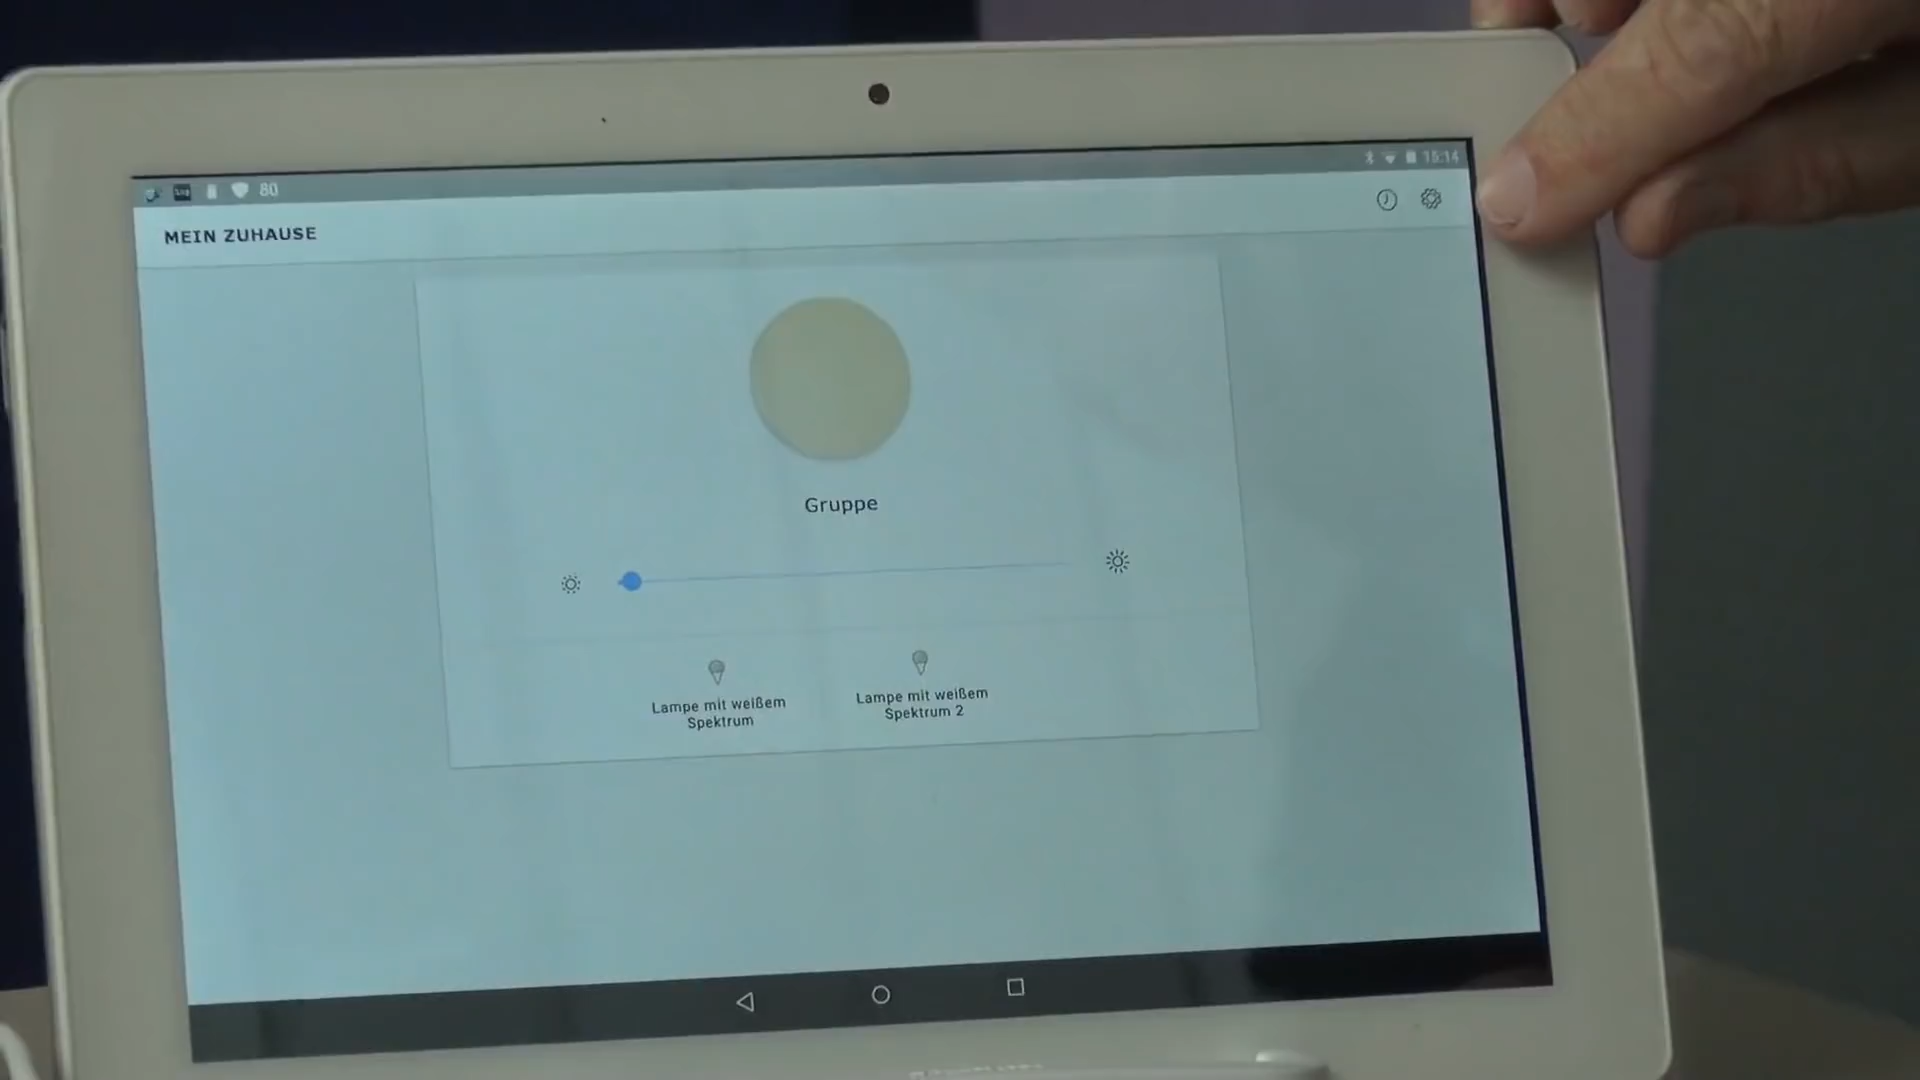 80
15:14
MEIN ZUHAUSE
Gruppe
Lampe mit weißem
Spektrum
Lampe mit weißem
Spektrum 2